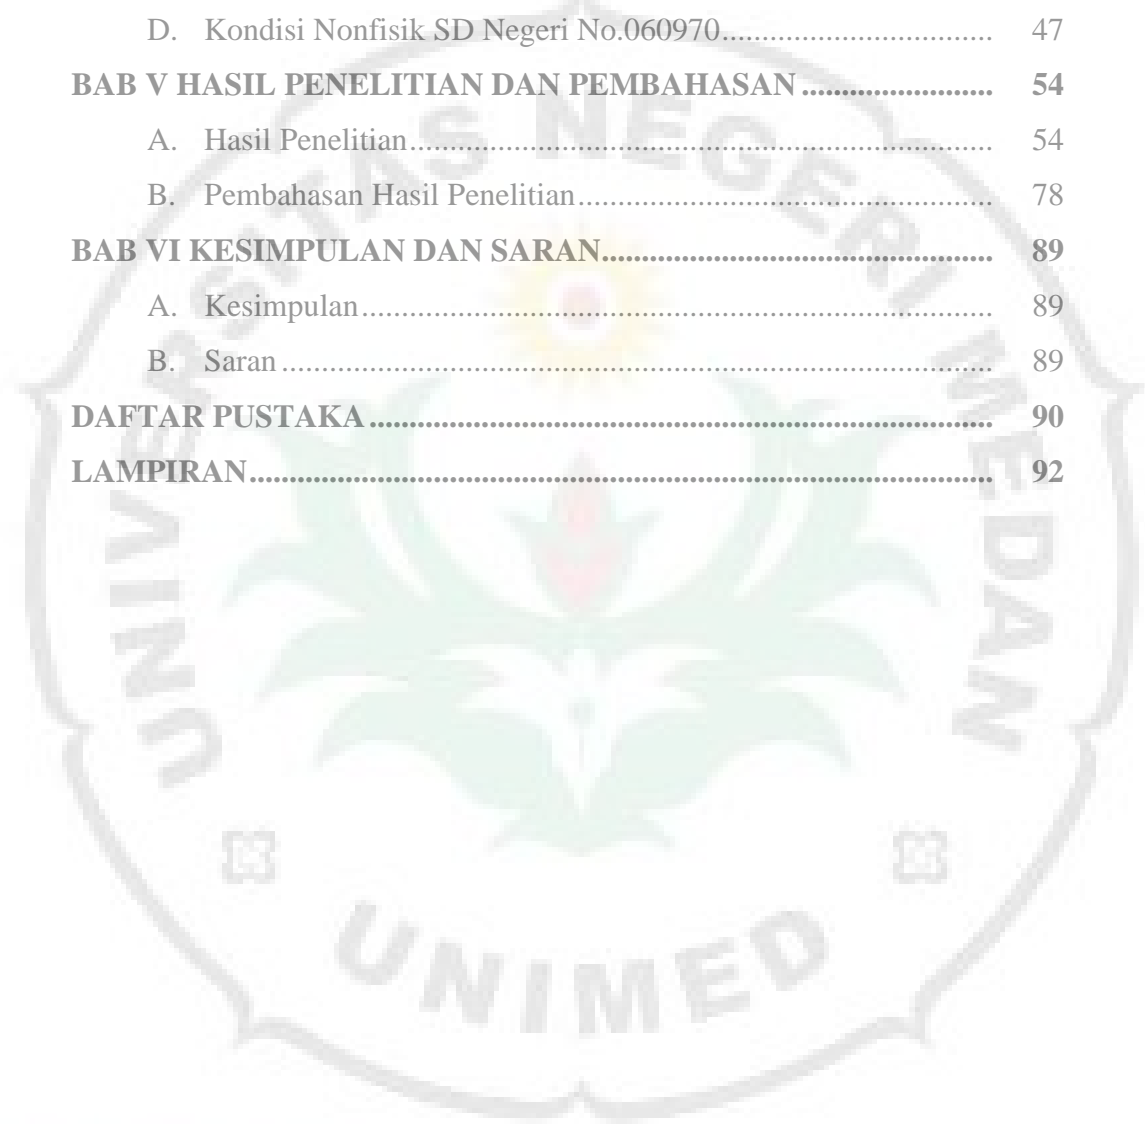 D. Kondisi Nonfisik SD Negeri No.060970.............................. 47
BAB V HASIL PENELITIAN DAN PEMBAHASAN....................... 54
A. Hasil Penelitian...................................................................... 54
B. Pembahasan Hasil Penelitian.................................................. 78
BAB VI KESIMPULAN DAN SARAN............................................... 89
A. Kesimpulan............................................................................ 89
B. Saran...................................................................................... 89
DAFTAR PUSTAKA........................................................................... 90
LAMPIRAN.......................................................................................... 92
UNIVERSITAS NEGERI MEDAN
UNIMED